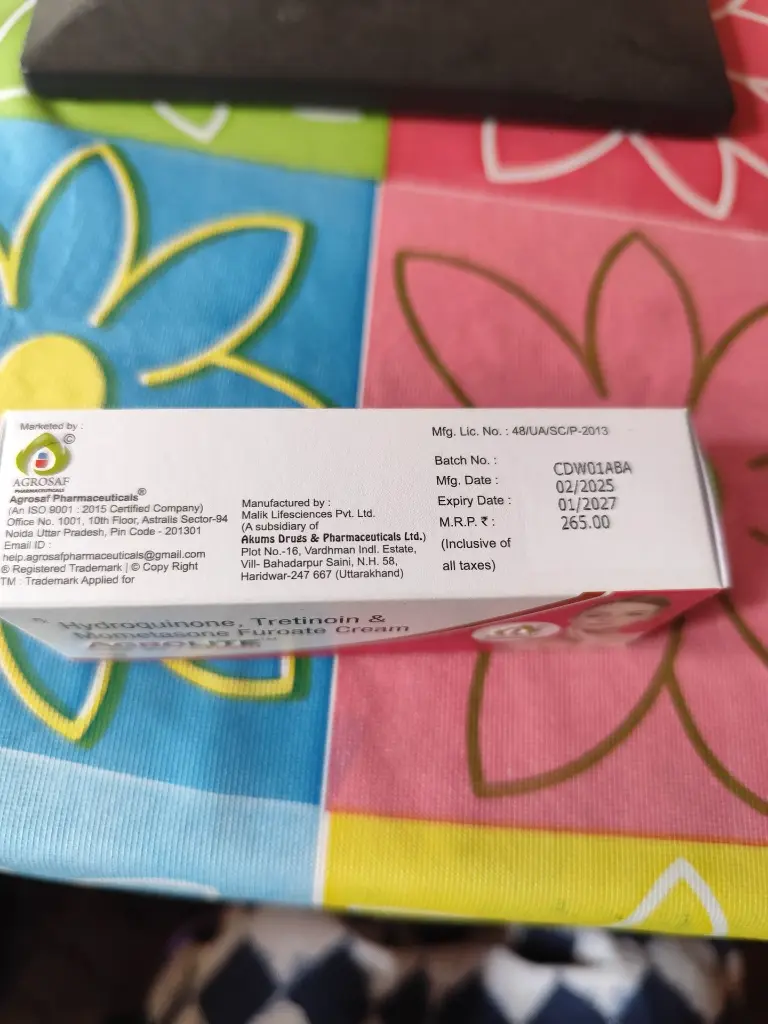 Marketed by :
©
AGROSAF
PHARMACEUTICALS
Agrosaf Pharmaceuticals®
(An ISO 9001 : 2015 Certified Company)
Office No. 1001, 10th Floor, Astralis Sector-94
Noida Uttar Pradesh, Pin Code - 201301
Email ID :
help.agrosafpharmaceuticals@gmail.com
® Registered Trademark | © Copy Right
TM : Trademark Applied for
Manufactured by :
Malik Lifesciences Pvt. Ltd.
(A subsidiary of
Akums Drugs & Pharmaceuticals Ltd.)
Plot No.-16, Vardhman Indl. Estate,
Vill- Bahadarpur Saini, N.H. 58,
Haridwar-247 667 (Uttarakhand)
Mfg. Lic. No. : 48/UA/SC/P-2013
Batch No. : CDW01ABA
Mfg. Date : 02/2025
Expiry Date : 01/2027
M.R.P. ₹ : 265.00
(Inclusive of
all taxes)
Hydroquinone, Tretinoin &
Mometasone Furoate Cream